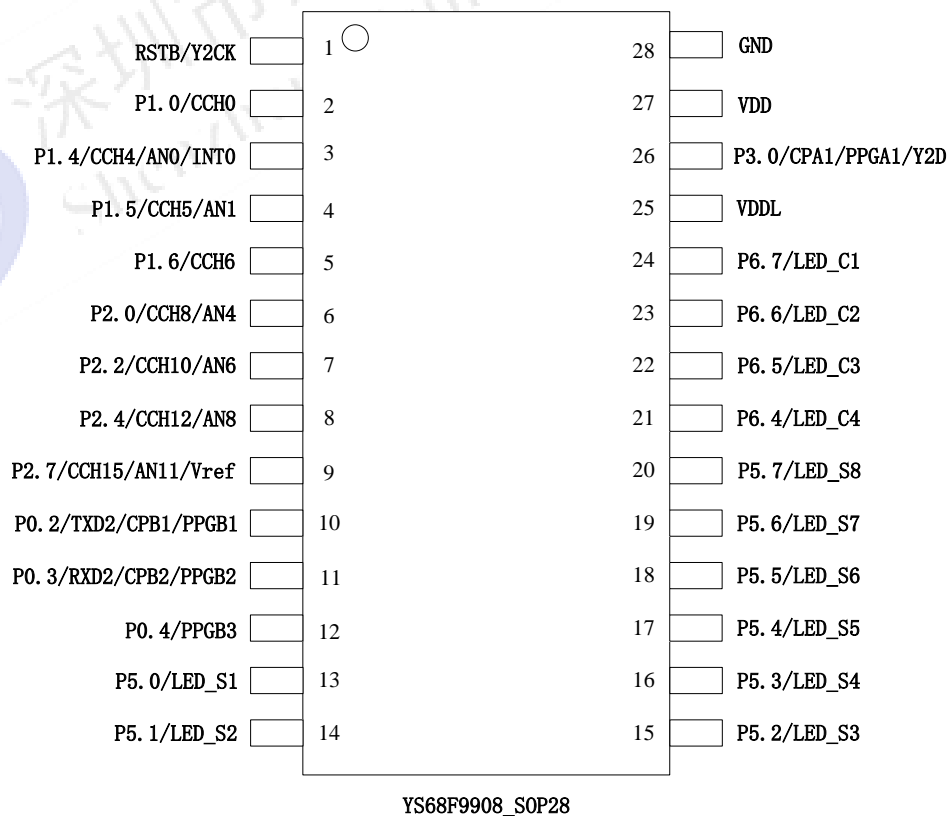 深圳市
Shenzh
RSTB/Y2CK 1 28 GND
P1.0/CCH0 2 27 VDD
P1.4/CCH4/AN0/INT0 3 26 P3.0/CPA1/PPGA1/Y2D
P1.5/CCH5/AN1 4 25 VDDL
P1.6/CCH6 5 24 P6.7/LED_C1
P2.0/CCH8/AN4 6 23 P6.6/LED_C2
P2.2/CCH10/AN6 7 22 P6.5/LED_C3
P2.4/CCH12/AN8 8 21 P6.4/LED_C4
P2.7/CCH15/AN11/Vref 9 20 P5.7/LED_S8
P0.2/TXD2/CPB1/PPGB1 10 19 P5.6/LED_S7
P0.3/RXD2/CPB2/PPGB2 11 18 P5.5/LED_S6
P0.4/PPGB3 12 17 P5.4/LED_S5
P5.0/LED_S1 13 16 P5.3/LED_S4
P5.1/LED_S2 14 15 P5.2/LED_S3
YS68F9908_SOP28